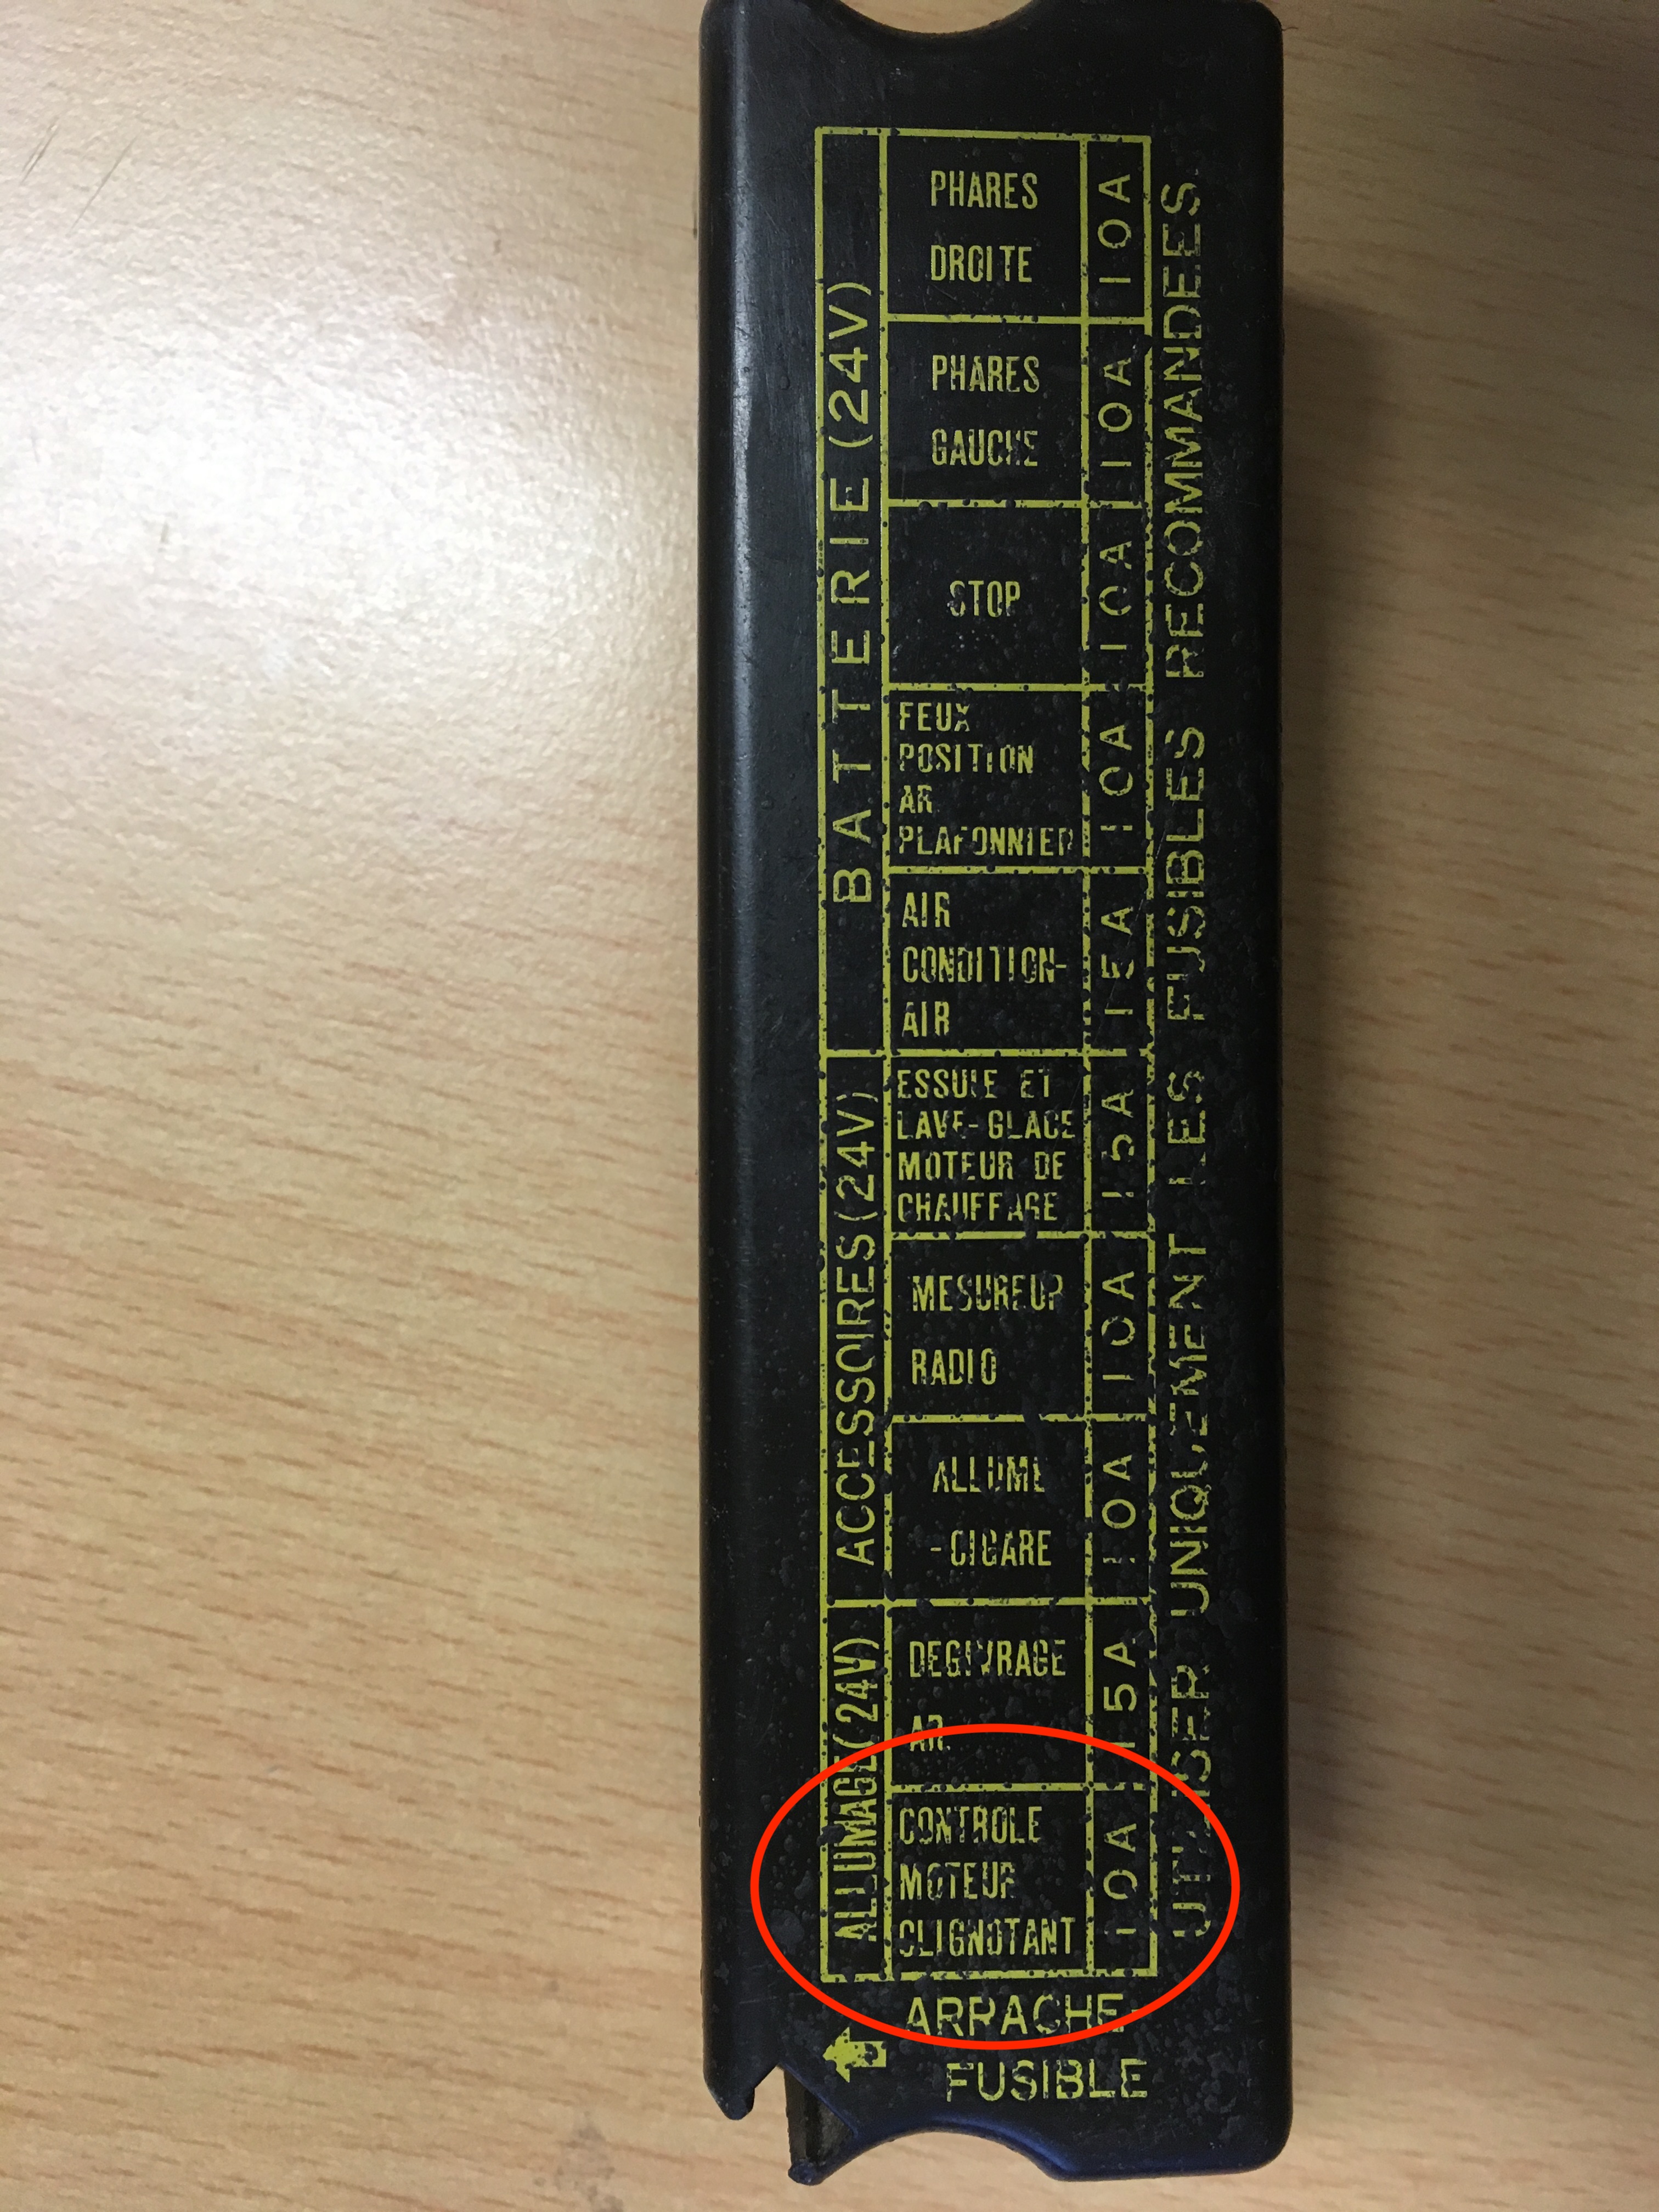 BATTERIE (24V)
PHARES
DROITE
10A
PHARES
GAUCHE
10A
STOP
10A
FEUX
POSITION
AR.
PLAFONNIER
10A
AIR
CONDITION-
AIR
15A
ACCESSOIRES (24V)
ESSUIE ET
LAVE-GLACE
MOTEUR DE
CHAUFFAGE
15A
MESUREUR
RADIO
10A
ALLUME
-CIGARE
10A
ALLUMAGE (24V)
DEGIVRAGE
AR.
15A
CONTROLE
MOTEUR
CLIGNOTANT
10A
UTILISER UNIQUEMENT LES FUSIBLES RECOMMANDEES
ARRACHE-
FUSIBLE